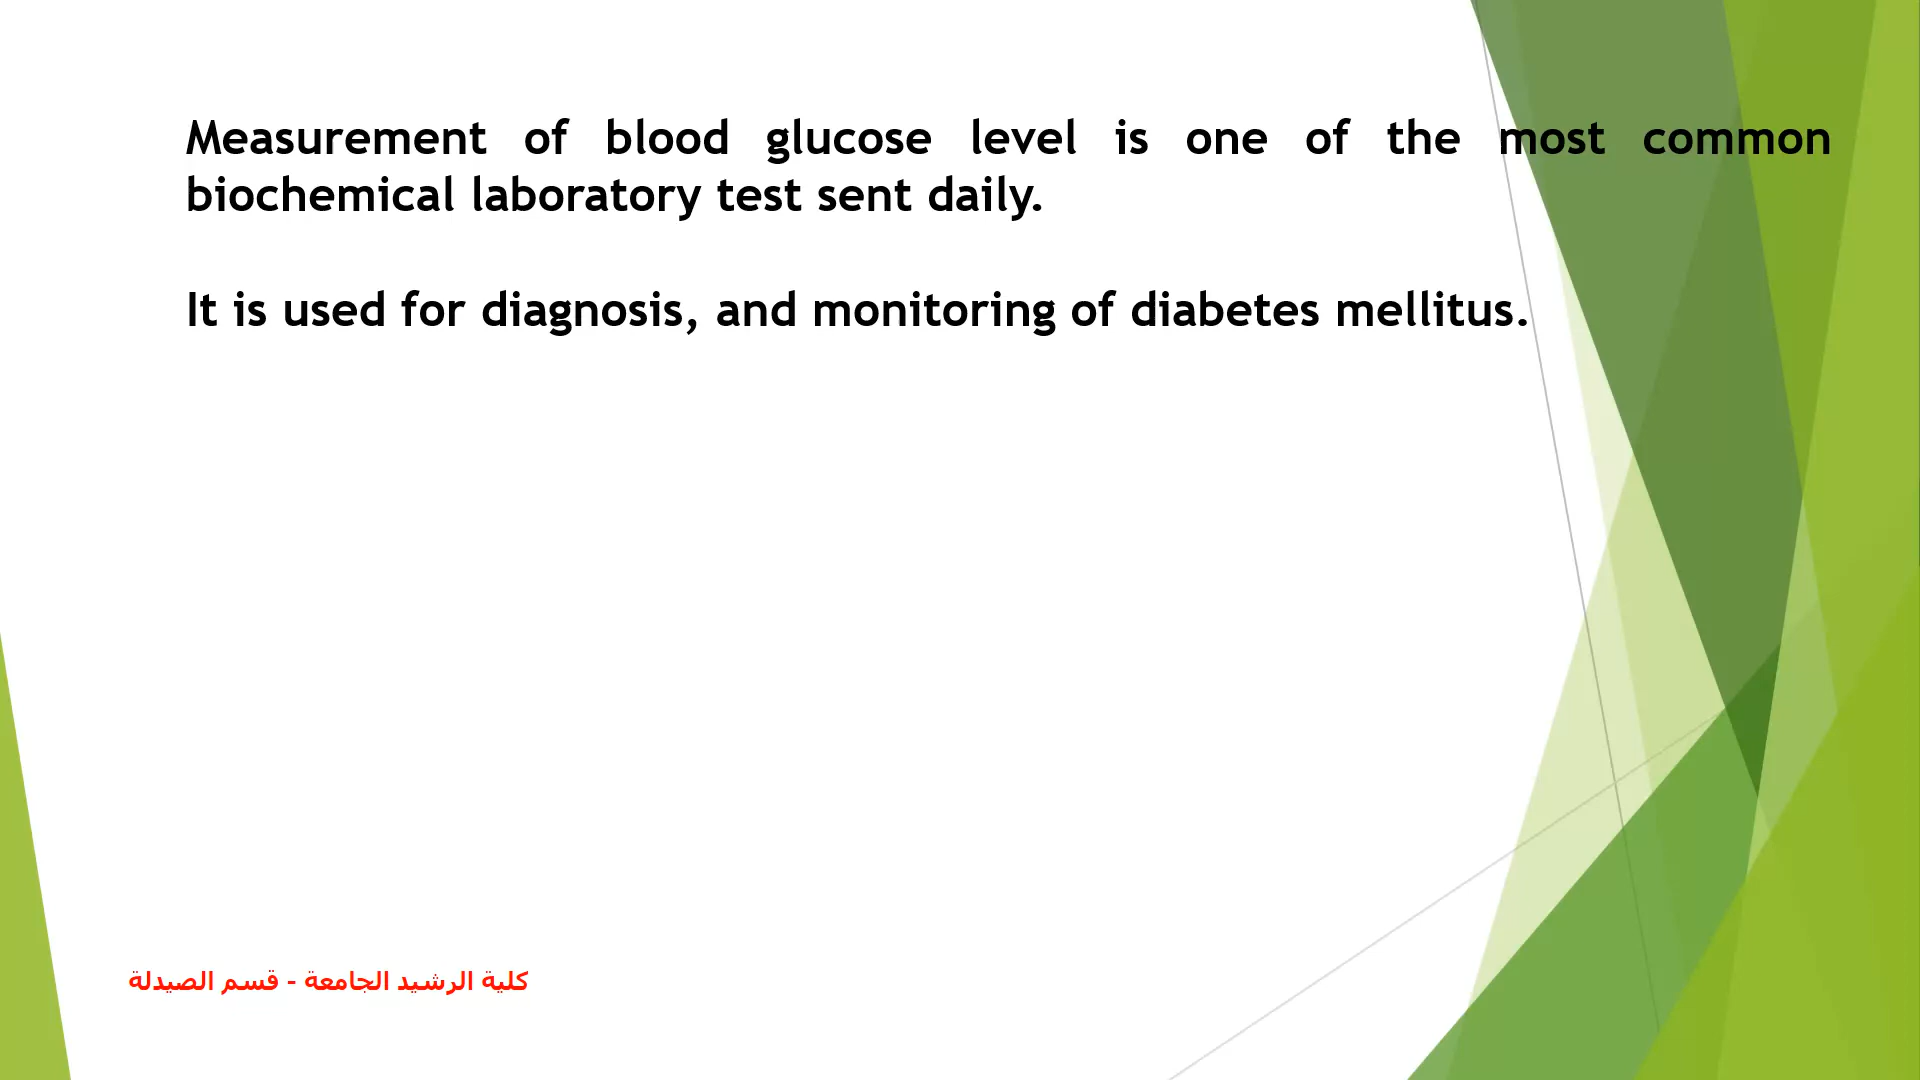 Measurement of blood glucose level is one of the most common
biochemical laboratory test sent daily.
It is used for diagnosis, and monitoring of diabetes mellitus.
كلية الرشيد الجامعة - قسم الصيدلة